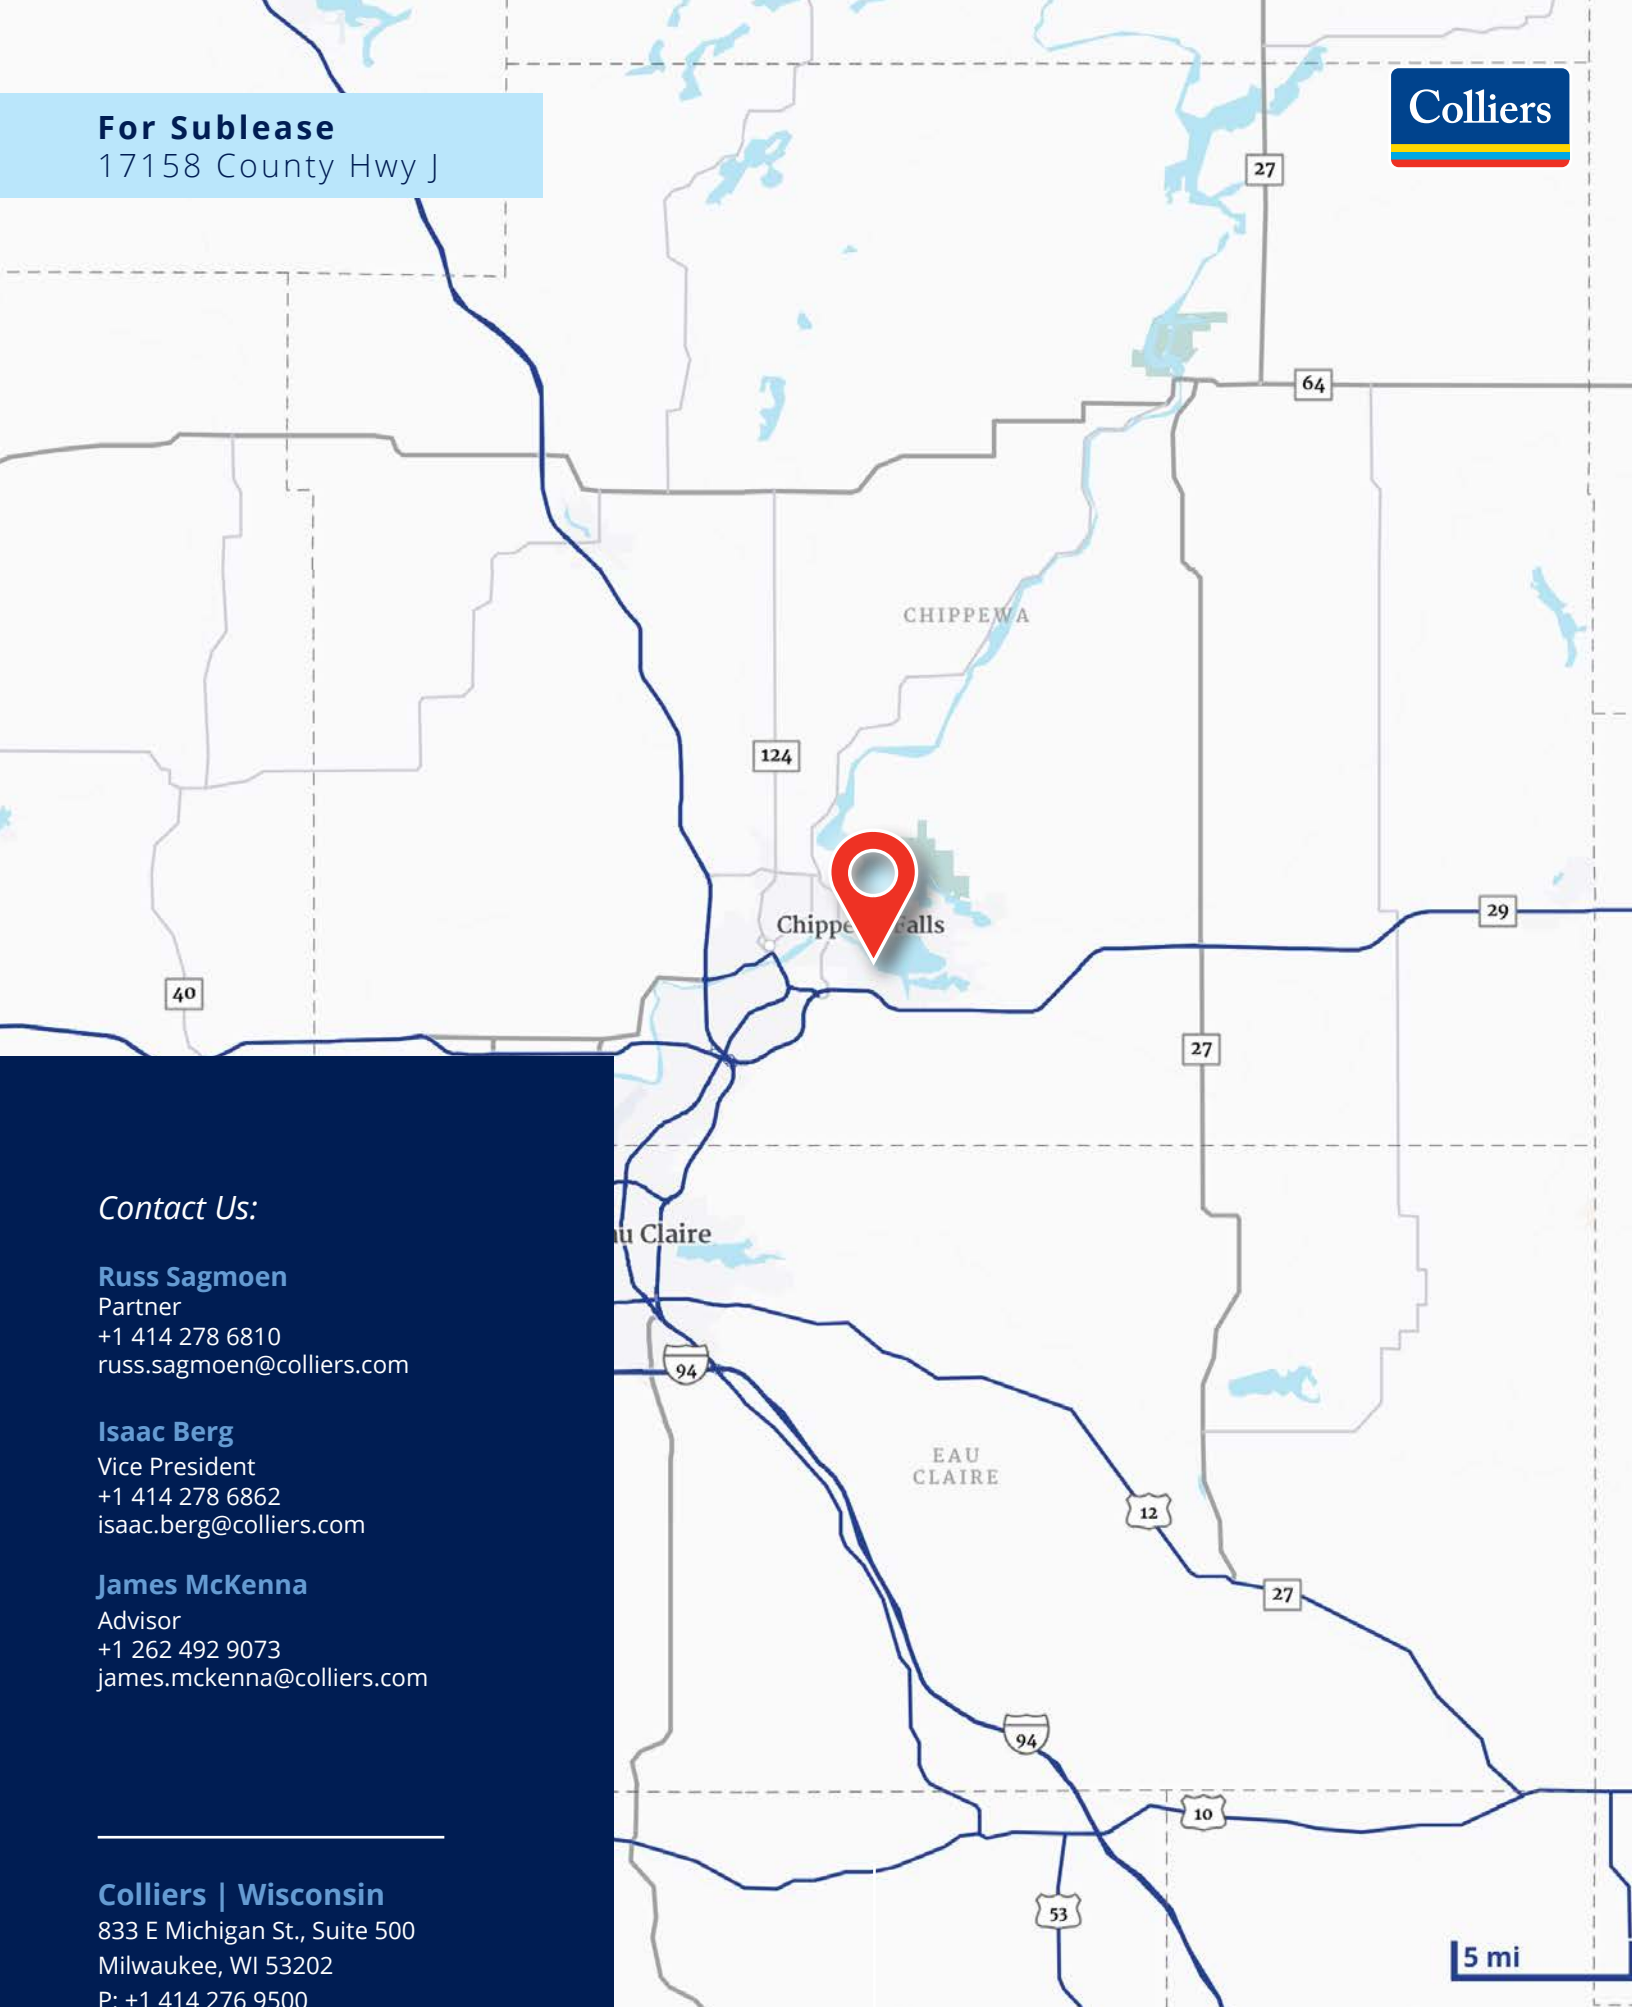 For Sublease
17158 County Hwy J
Colliers
27
64
CHIPPEWA
124
Falls
29
40
27
Claire
94
EAU
CLAIRE
12
27
94
10
53
5 mi
Contact Us:
Russ Sagmoen
Partner
+1 414 278 6810
russ.sagmoen@colliers.com
Isaac Berg
Vice President
+1 414 278 6862
isaac.berg@colliers.com
James McKenna
Advisor
+1 262 492 9073
james.mckenna@colliers.com
Colliers | Wisconsin
833 E Michigan St., Suite 500
Milwaukee, WI 53202
P: +1 414 276 9500